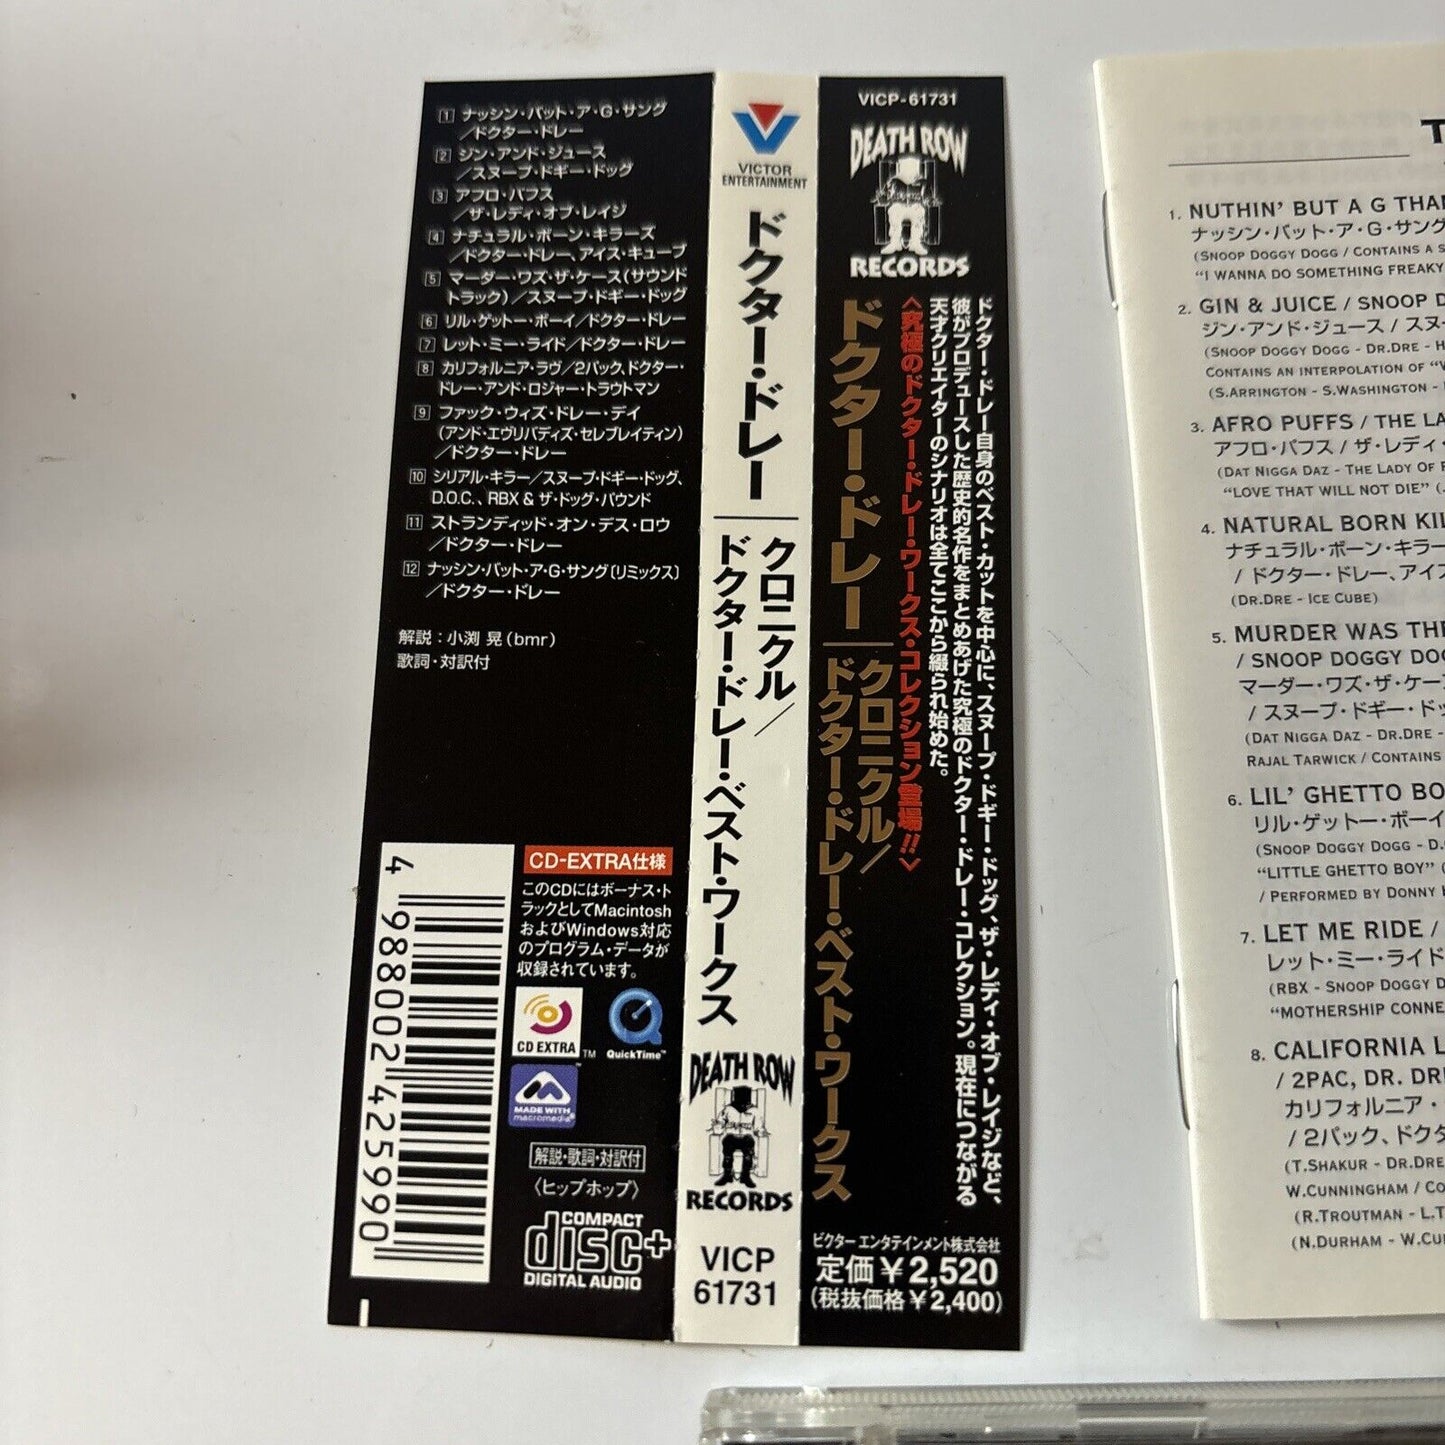 1 ナッシン・バット・ア・G・サング
/ドクター・ドレー
2 ジン・アンド・ジュース
/スヌープ・ドギー・ドッグ
3 アフロ・パフス
/ザ・レディ・オブ・レイジ
4 ナチュラル・ボーン・キラーズ
/ドクター・ドレー、アイス・キューブ
5 マーダー・ワズ・ザ・ケース(サウンド
トラック)/スヌープ・ドギー・ドッグ
6 リル・ゲットー・ボーイ/ドクター・ドレー
7 レット・ミー・ライド/ドクター・ドレー
8 カリフォルニア・ラヴ/2パック、ドクター・
ドレー・アンド・ロジャー・トラウトマン
9 ファック・ウィズ・ドレー・デイ
(アンド・エヴリバディズ・セレブレイティン)
/ドクター・ドレー
10 シリアル・キラー/スヌープ・ドギー・ドッグ、
D.O.C.、RBX & ザ・ドッグ・パウンド
11 ストランディッド・オン・デス・ロウ
/ドクター・ドレー
12 ナッシン・バット・ア・G・サング〔リミックス〕
/ドクター・ドレー
解説:小渕 晃(bmr)
歌詞・対訳付
4 988002 425990
CD-EXTRA仕様
このCDにはボーナス・ト
ラックとしてMacintosh
およびWindows対応
のプログラム・データが
収録されています。
CD EXTRA TM
QuickTime™
MADE WITH
macromedia®
解説・歌詞・対訳付
〈ヒップホップ〉
COMPACT
disc+
DIGITAL AUDIO
VICTOR
ENTERTAINMENT
ドクター・ドレー
クロニクル/
ドクター・ドレー・ベスト・ワークス
DEATH ROW
RECORDS
VICP
61731
VICP-61731
DEATH ROW
RECORDS
ドクター・ドレー自身のベスト・カットを中心に、スヌープ・ドギー・ドッグ、ザ・レディ・オブ・レイジなど、
彼がプロデュースした歴史的名作をまとめあげた究極のドクター・ドレー・コレクション。現在につながる
天才クリエイターのシナリオは全てここから綴られ始めた。
〈究極のドクター・ドレー・ワークス・コレクション登場!!〉
ドクター・ドレー
クロニクル/
ドクター・ドレー・ベスト・ワークス
ビクター エンタテインメント株式会社
定価¥2,520
(税抜価格¥2,400)
T
1. NUTHIN' BUT A G THA
ナッシン・バット・ア・G・サング
(SNOOP DOGGY DOGG / CONTAINS A S
"I WANNA DO SOMETHING FREAKY
2. GIN & JUICE / SNOOP D
ジン・アンド・ジュース / スヌ
(SNOOP DOGGY DOGG - DR.DRE - H
CONTAINS AN INTERPOLATION OF "
(S.ARRINGTON - S.WASHINGTON -
3. AFRO PUFFS / THE LA
アフロ・パフス / ザ・レディ・
(DAT NIGGA DAZ - THE LADY OF
"LOVE THAT WILL NOT DIE" (
4. NATURAL BORN KIL
ナチュラル・ボーン・キラー
/ ドクター・ドレー、アイス
(DR.DRE - ICE CUBE)
5. MURDER WAS THE
/ SNOOP DOGGY DO
マーダー・ワズ・ザ・ケー
/ スヌープ・ドギー・ドッ
(DAT NIGGA DAZ - DR.DRE -
RAJAL TARWICK / CONTAINS
6. LIL' GHETTO BO
リル・ゲットー・ボーイ
(SNOOP DOGGY DOGG - D.
"LITTLE GHETTO BOY" (
/ PERFORMED BY DONNY
7. LET ME RIDE /
レット・ミー・ライド
(RBX - SNOOP DOGGY D
"MOTHERSHIP CONNE
8. CALIFORNIA L
/ 2PAC, DR. DR
カリフォルニア・
/ 2パック、ドクタ
(T.SHAKUR - DR.DRE
W.CUNNINGHAM / CO
(R.TROUTMAN - L.T
(N.DURHAM - W.CU